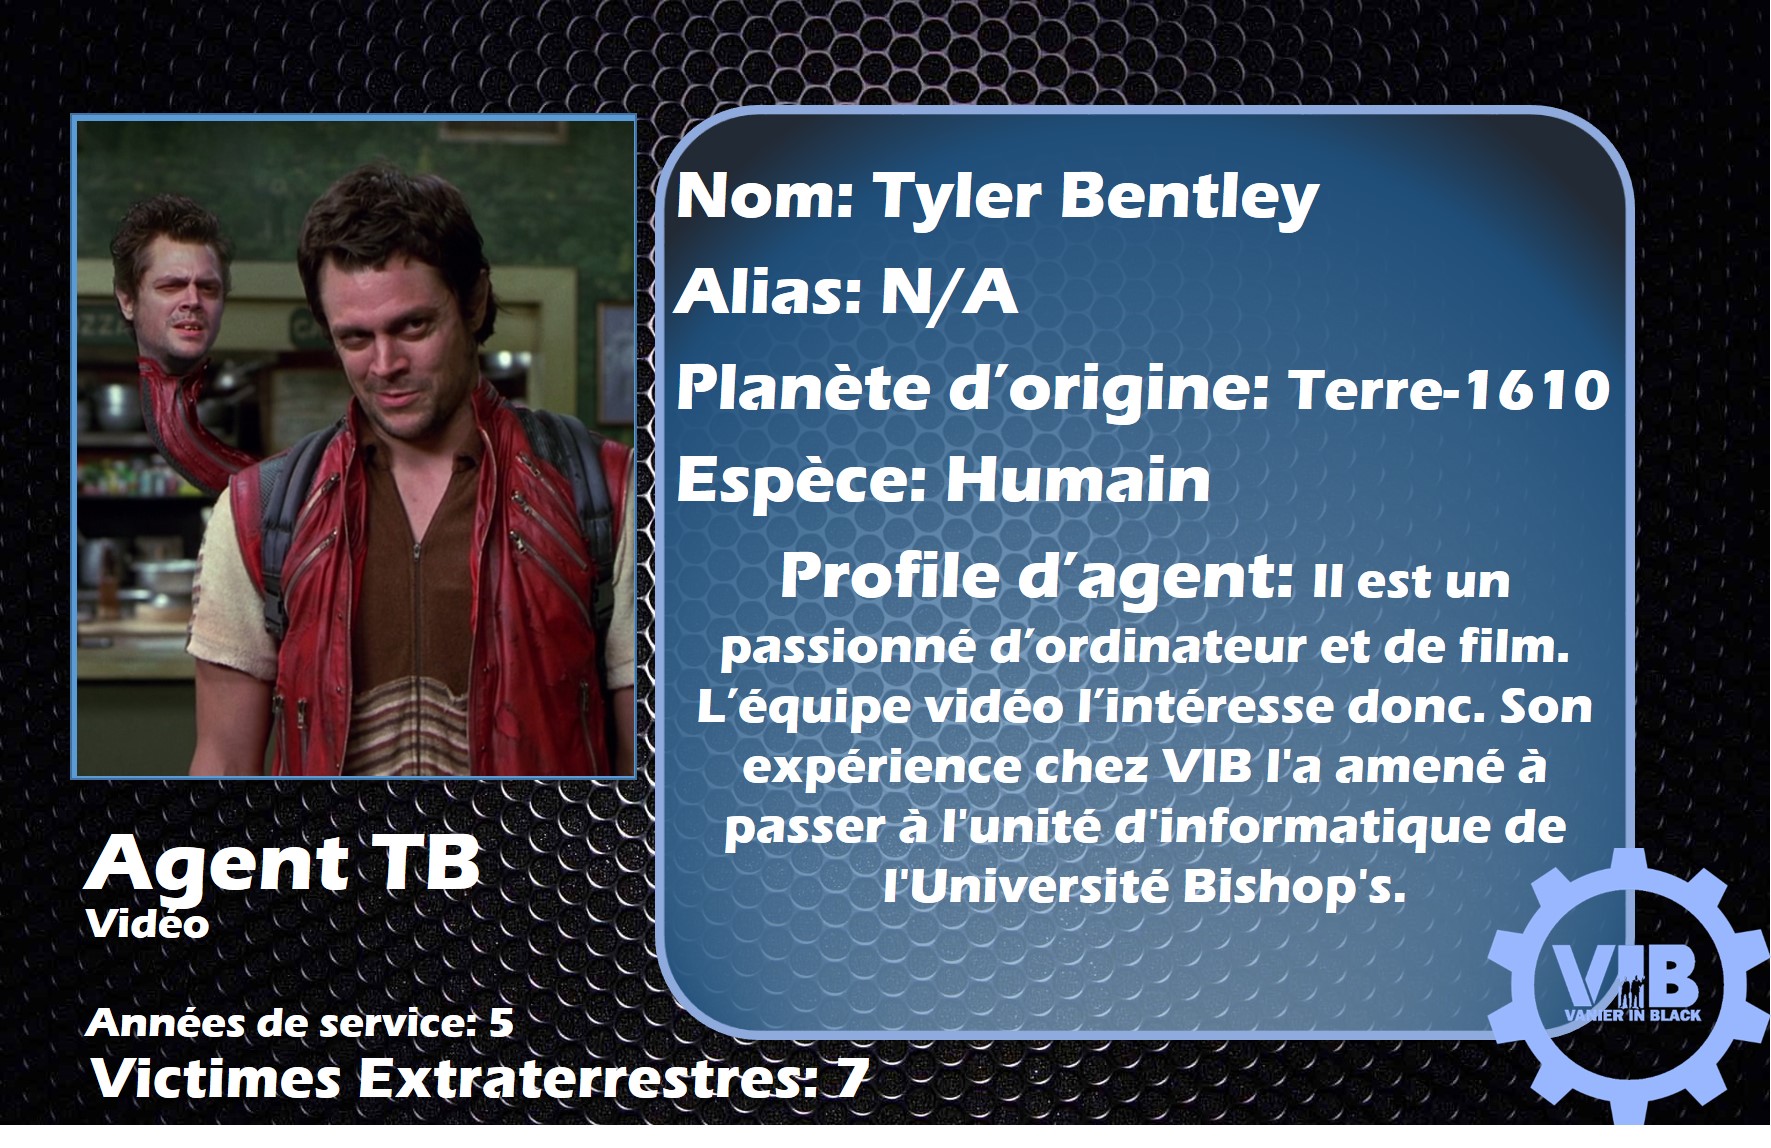 Nom: Tyler Bentley
Alias: N/A
Planète d’origine: Terre-1610
Espèce: Humain
Profile d’agent: Il est un
passionné d’ordinateur et de film.
L’équipe vidéo l’intéresse donc. Son
expérience chez VIB l'a amené à
passer à l'unité d'informatique de
l'Université Bishop's.
Agent TB
Vidéo
Années de service: 5
Victimes Extraterrestres: 7
VIB
VANIER IN BLACK